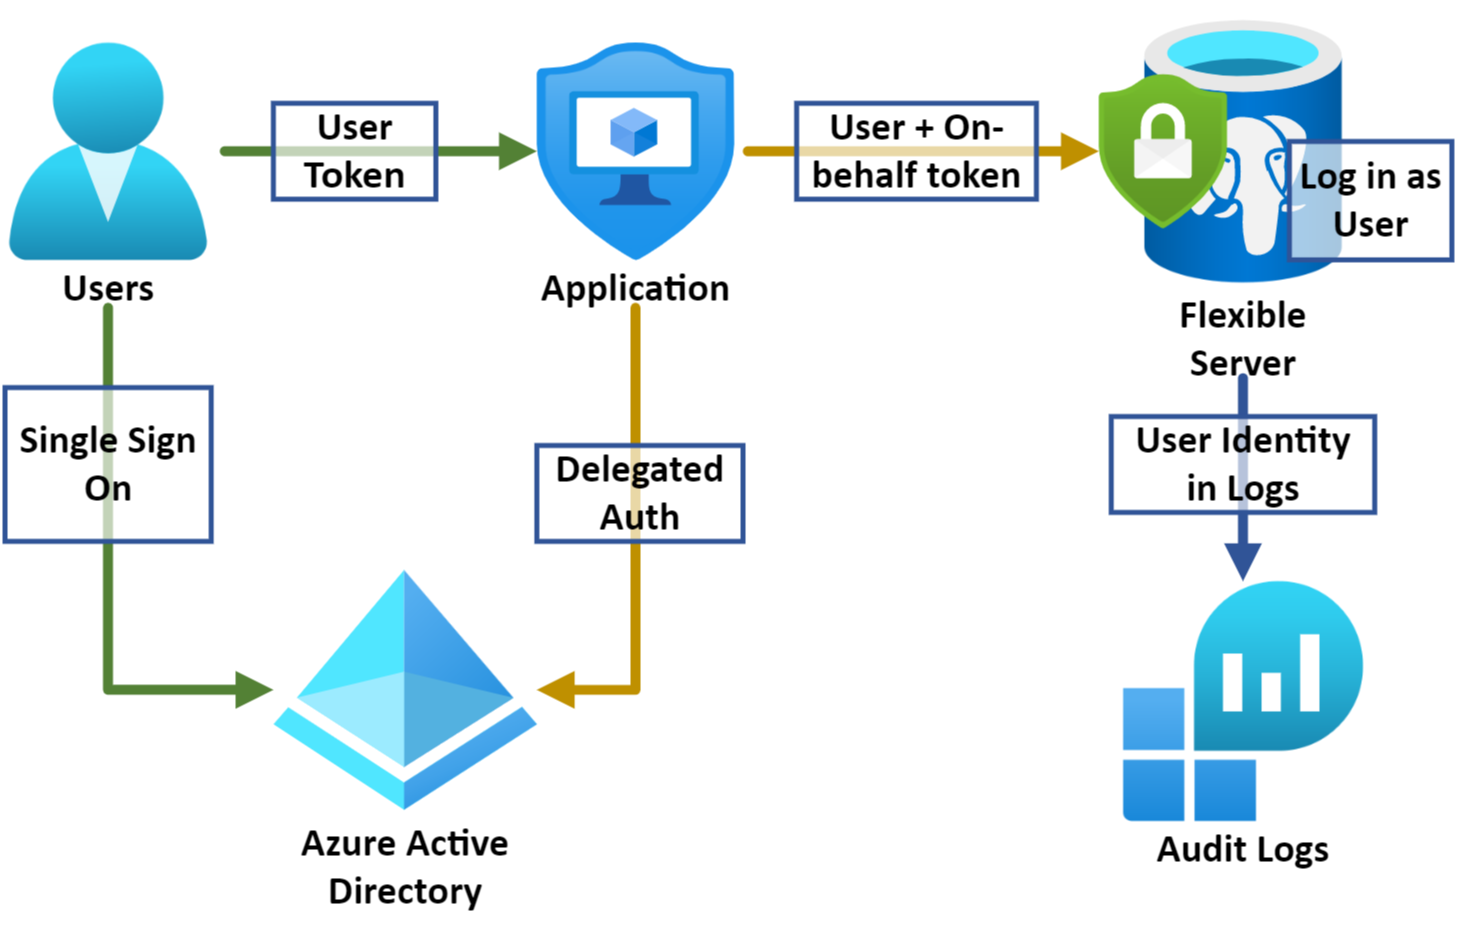 User
Token
User + On-
behalf token
Log in as
User
Users
Application
Flexible
Server
Single Sign
On
Delegated
Auth
User Identity
in Logs
Azure Active
Directory
Audit Logs